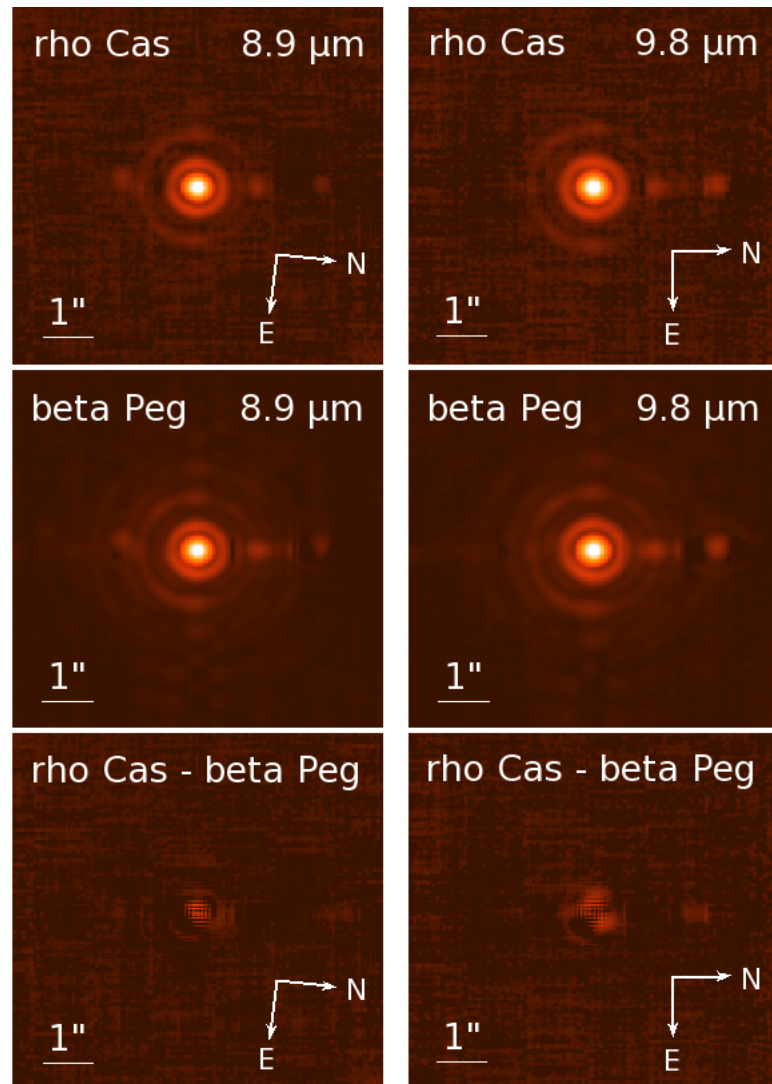 rho Cas 8.9 μm
N
E
1"
rho Cas 9.8 μm
N
E
1"
beta Peg 8.9 μm
1"
beta Peg 9.8 μm
1"
rho Cas - beta Peg
N
E
1"
rho Cas - beta Peg
N
E
1"